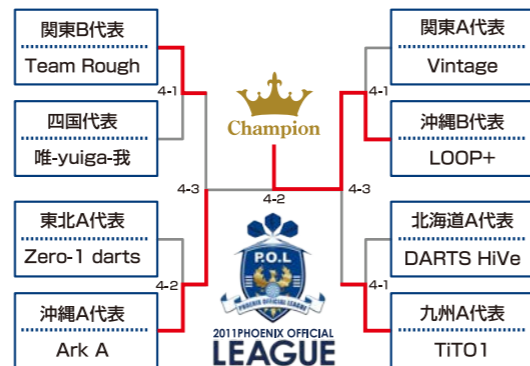 関東B代表
Team Rough
4-1
四国代表
唯-yuiga-我
4-3
東北A代表
Zero-1 darts
4-2
沖縄A代表
Ark A
Champion
4-2
P.O.L
PHOENIX OFFICIAL LEAGUE
2011PHOENIX OFFICIAL
LEAGUE
関東A代表
Vintage
4-1
沖縄B代表
LOOP+
4-3
北海道A代表
DARTS HiVe
4-1
九州A代表
TiTO1